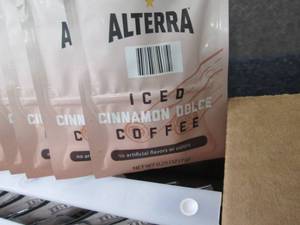 ALTERRA
ICED
CINNAMON DOLCE
COFFEE
no artificial flavors or colors